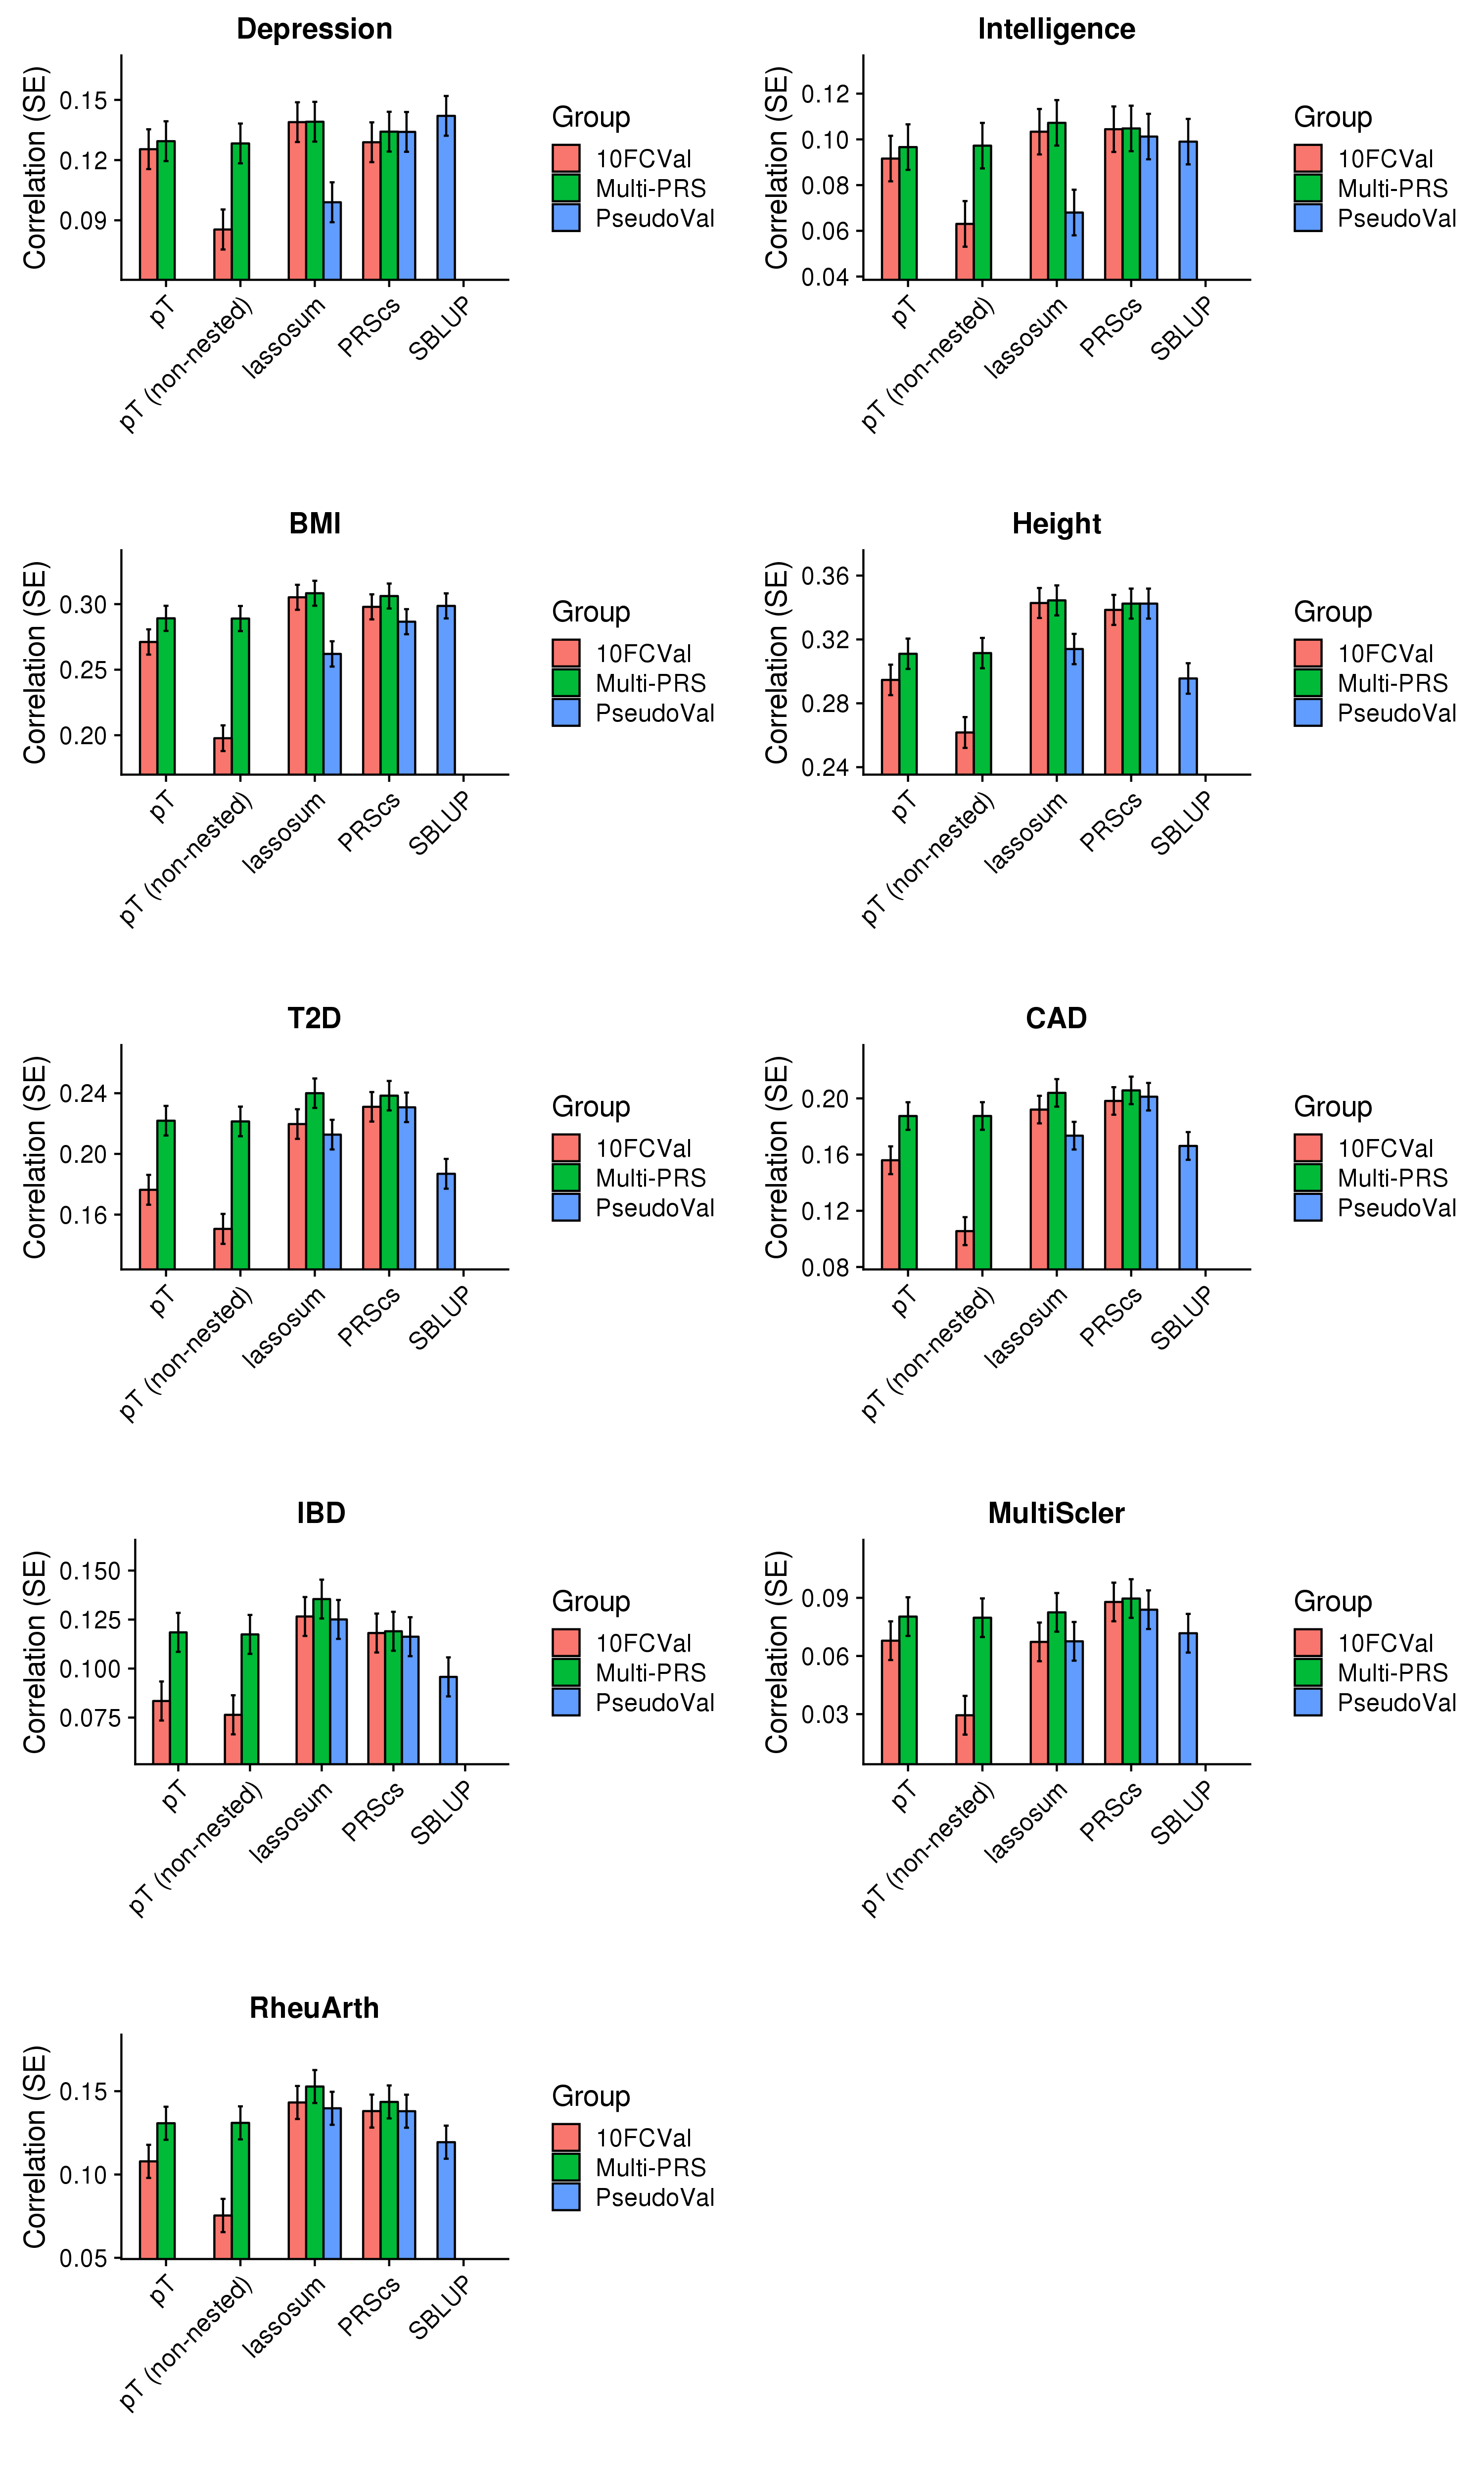 Depression
Correlation (SE)
0.15
0.12
0.09
pT
pT (non-nested)
lassosum
PRScs
SBLUP
Group
10FCVal
Multi-PRS
PseudoVal
Intelligence
Correlation (SE)
0.12
0.10
0.08
0.06
0.04
pT
pT (non-nested)
lassosum
PRScs
SBLUP
Group
10FCVal
Multi-PRS
PseudoVal
BMI
Correlation (SE)
0.30
0.25
0.20
pT
pT (non-nested)
lassosum
PRScs
SBLUP
Group
10FCVal
Multi-PRS
PseudoVal
Height
Correlation (SE)
0.36
0.32
0.28
0.24
pT
pT (non-nested)
lassosum
PRScs
SBLUP
Group
10FCVal
Multi-PRS
PseudoVal
T2D
Correlation (SE)
0.24
0.20
0.16
pT
pT (non-nested)
lassosum
PRScs
SBLUP
Group
10FCVal
Multi-PRS
PseudoVal
CAD
Correlation (SE)
0.20
0.16
0.12
0.08
pT
pT (non-nested)
lassosum
PRScs
SBLUP
Group
10FCVal
Multi-PRS
PseudoVal
IBD
Correlation (SE)
0.150
0.125
0.100
0.075
pT
pT (non-nested)
lassosum
PRScs
SBLUP
Group
10FCVal
Multi-PRS
PseudoVal
MultiScler
Correlation (SE)
0.09
0.06
0.03
pT
pT (non-nested)
lassosum
PRScs
SBLUP
Group
10FCVal
Multi-PRS
PseudoVal
RheuArth
Correlation (SE)
0.15
0.10
0.05
pT
pT (non-nested)
lassosum
PRScs
SBLUP
Group
10FCVal
Multi-PRS
PseudoVal